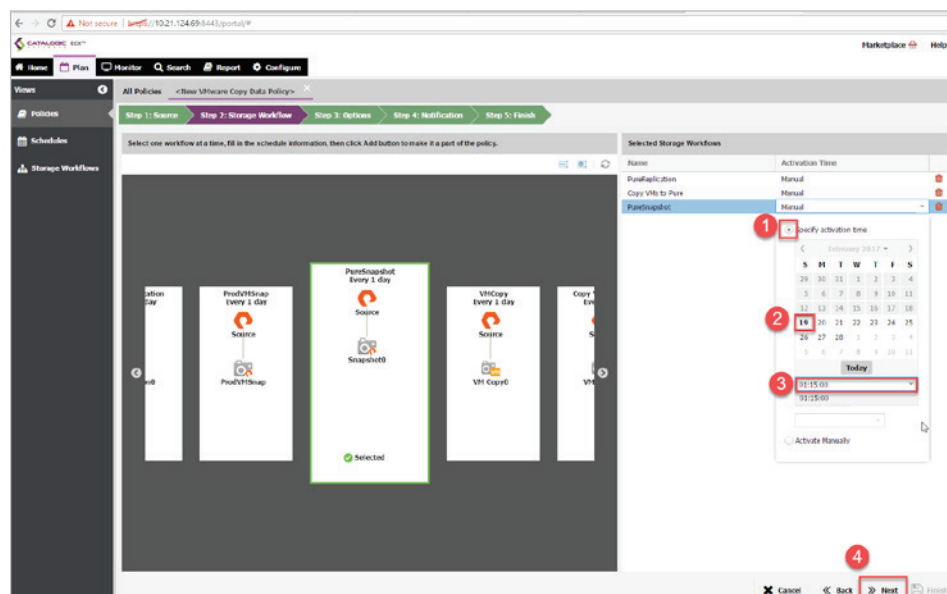 Not secure | https://10.21.124.69:8443/portal/#
CATALOGIC ECX™
Marketplace Help
Home Plan Monitor Search Report Configure
Views
All Policies <New VMware Copy Data Policy>
Policies
Schedules
Storage Workflows
Step 1: Source Step 2: Storage Workflow Step 3: Options Step 4: Notification Step 5: Finish
Select one workflow at a time, fill in the schedule information, then click Add button to make it a part of the policy.
Selected Storage Workflows
Name Activation Time
PureReplication Manual
Copy VMs to Pure Manual
PureSnapshot Manual
1
Specify activation time
February 2017
S M T W T F S
29 30 31 1 2 3 4
5 6 7 8 9 10 11
12 13 14 15 16 17 18
2
19 20 21 22 23 24 25
26 27 28 1 2 3 4
5 6 7 8 9 10 11
Today
3
01:15:00
01:15:00
Activate Manually
ProdVMSnap
Every 1 day
Source
ProdVMSnap
PureSnapshot
Every 1 day
Source
Snapshot0
Selected
VMCopy
Every 1 day
Source
VM Copy0
Copy
4
Cancel Back Next Finish